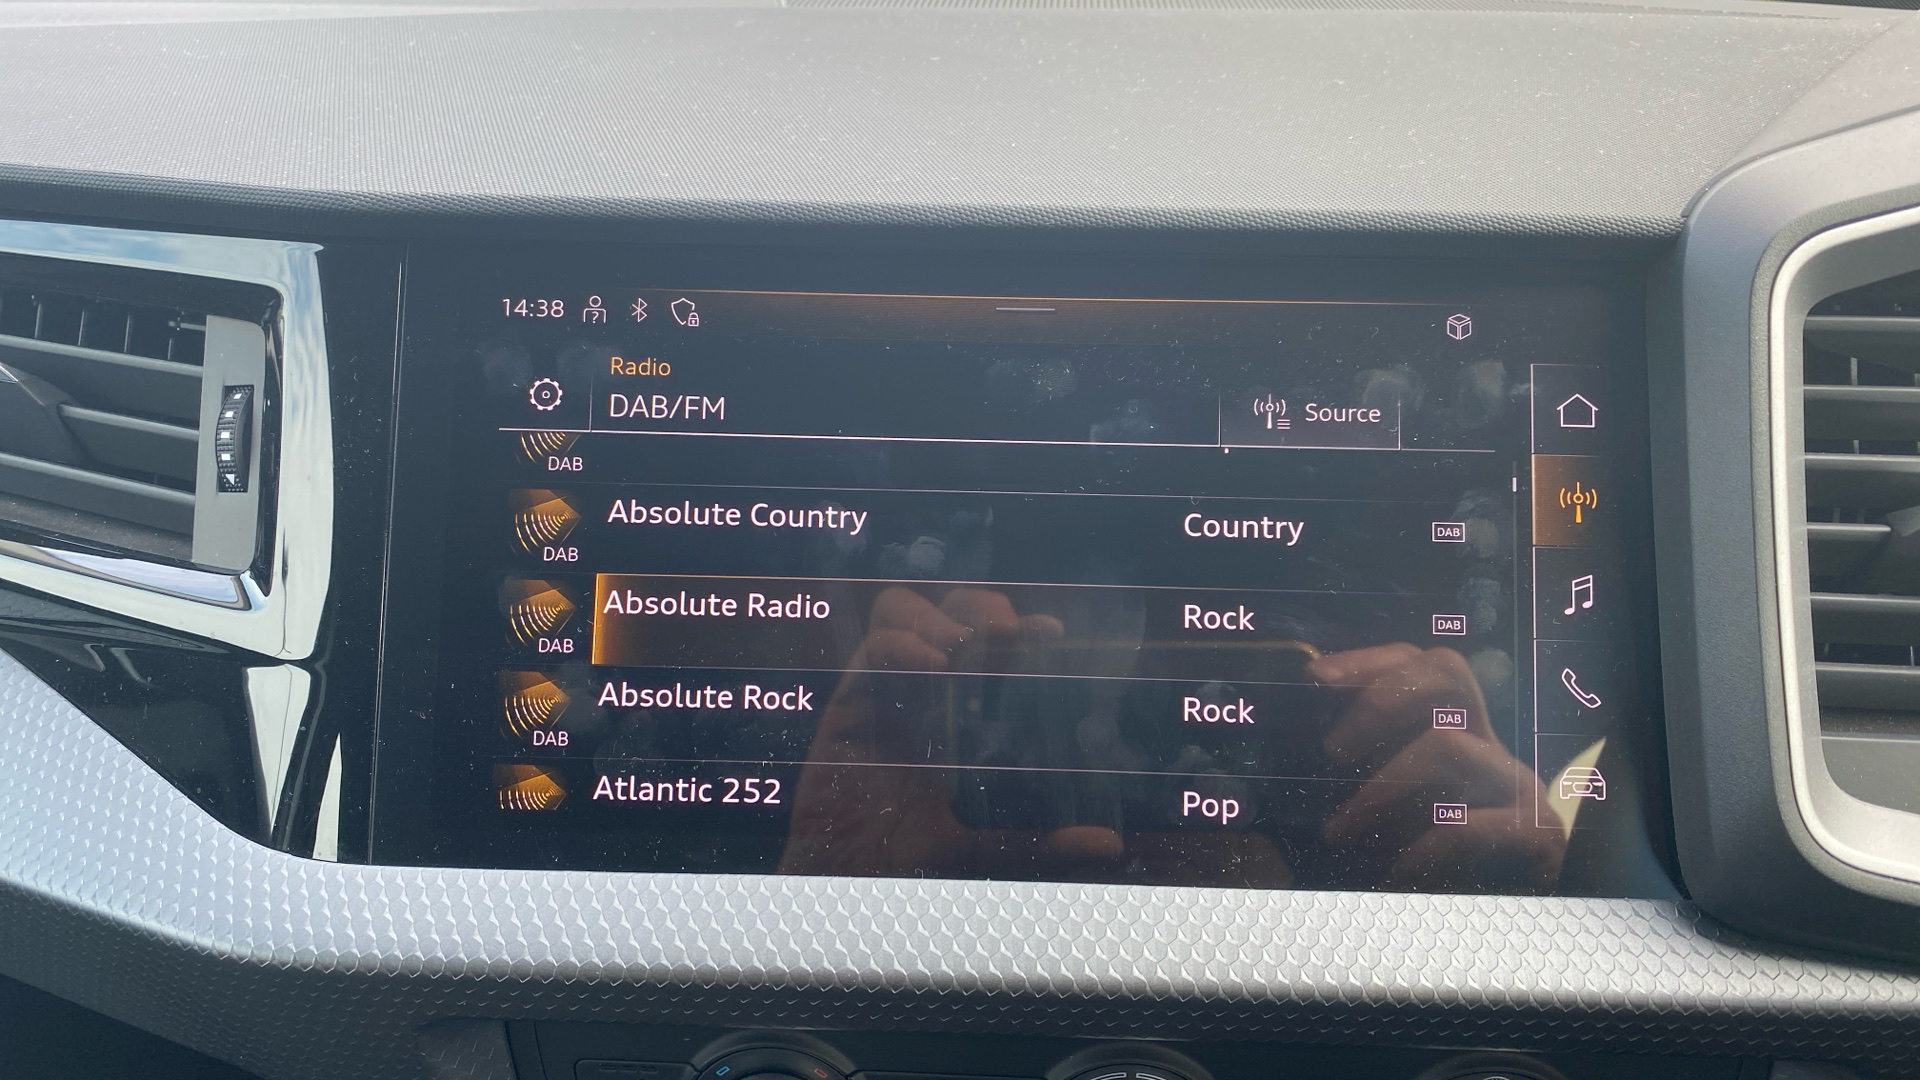 14:38
Radio
DAB/FM
Source
DAB
Absolute Country Country DAB
DAB
Absolute Radio Rock DAB
DAB
Absolute Rock Rock DAB
DAB
Atlantic 252 Pop DAB